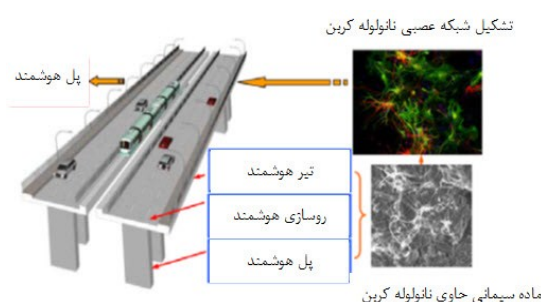 تشکیل شبکه عصبی نانولوله کربن
پل هوشمند
تیر هوشمند
روسازی هوشمند
پل هوشمند
ماده سیمانی حاوی نانولوله کربن